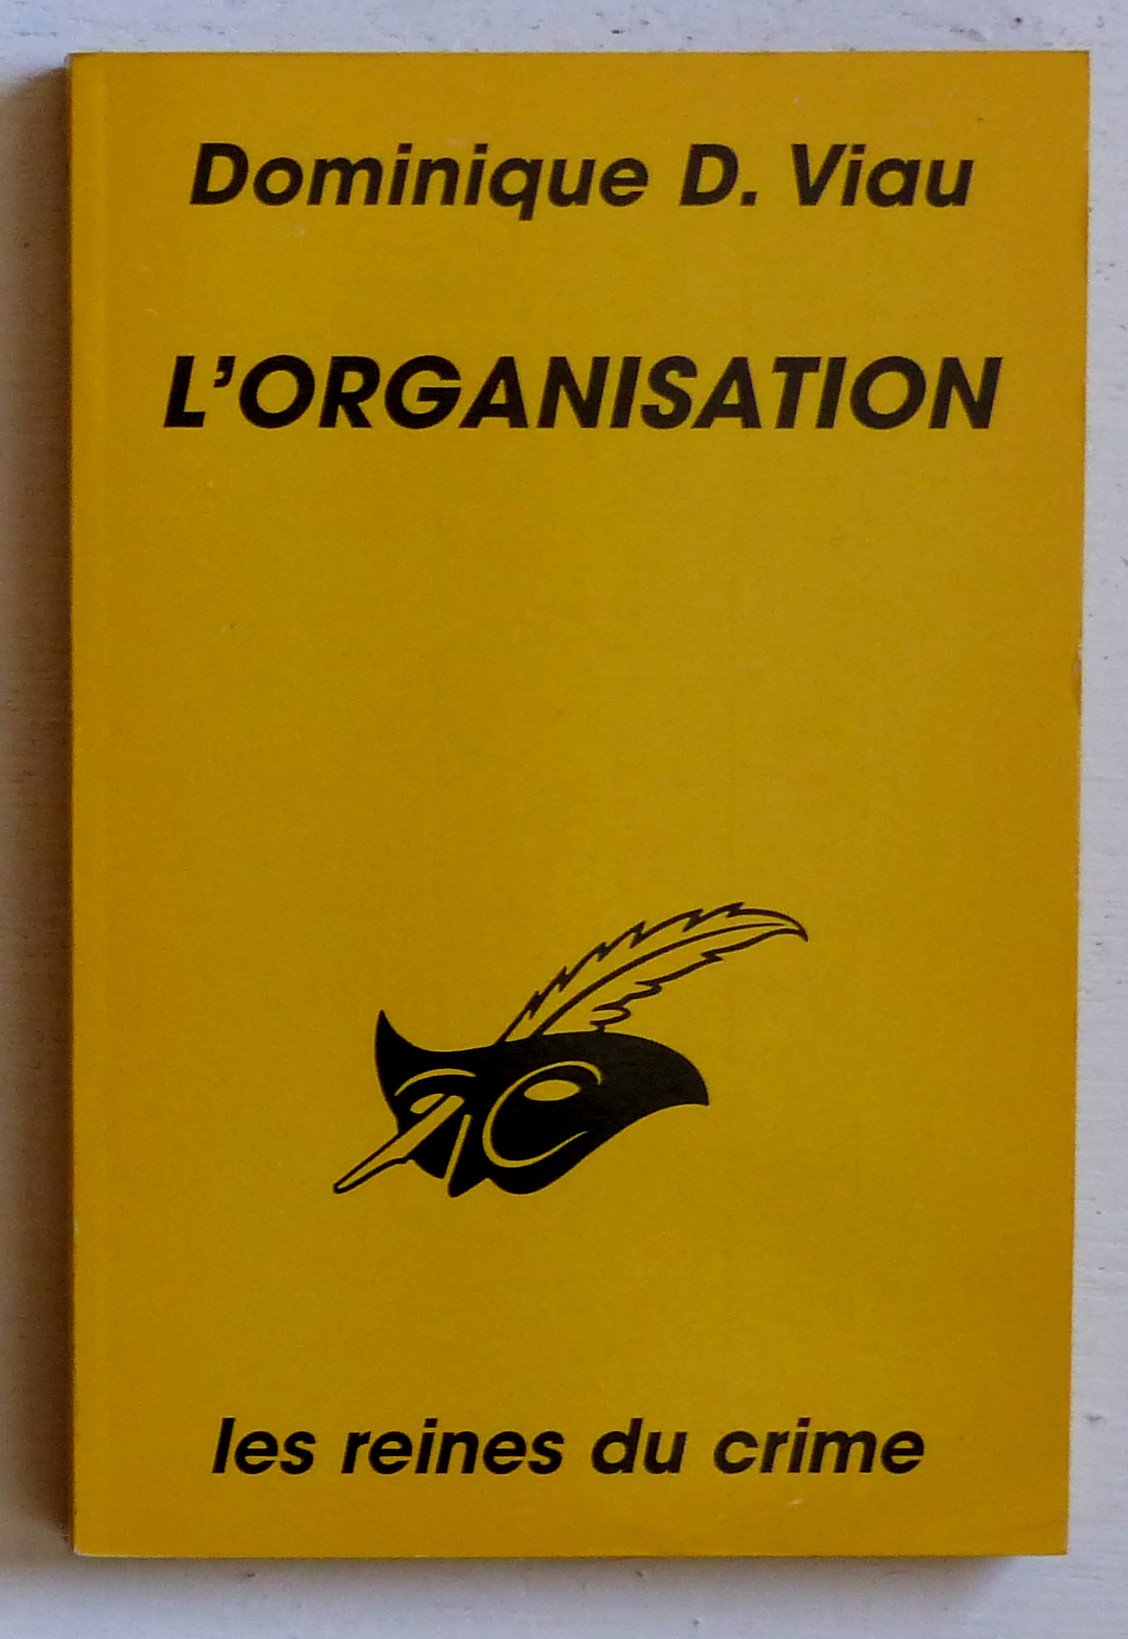 Dominique D. Viau
L’ORGANISATION
les reines du crime